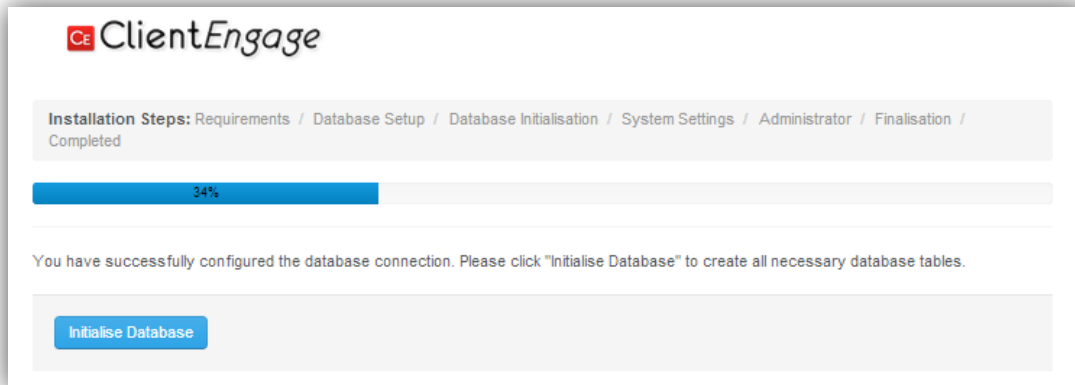 CE ClientEngage
Installation Steps: Requirements / Database Setup / Database Initialisation / System Settings / Administrator / Finalisation /
Completed
34%
You have successfully configured the database connection. Please click "Initialise Database" to create all necessary database tables.
Initialise Database